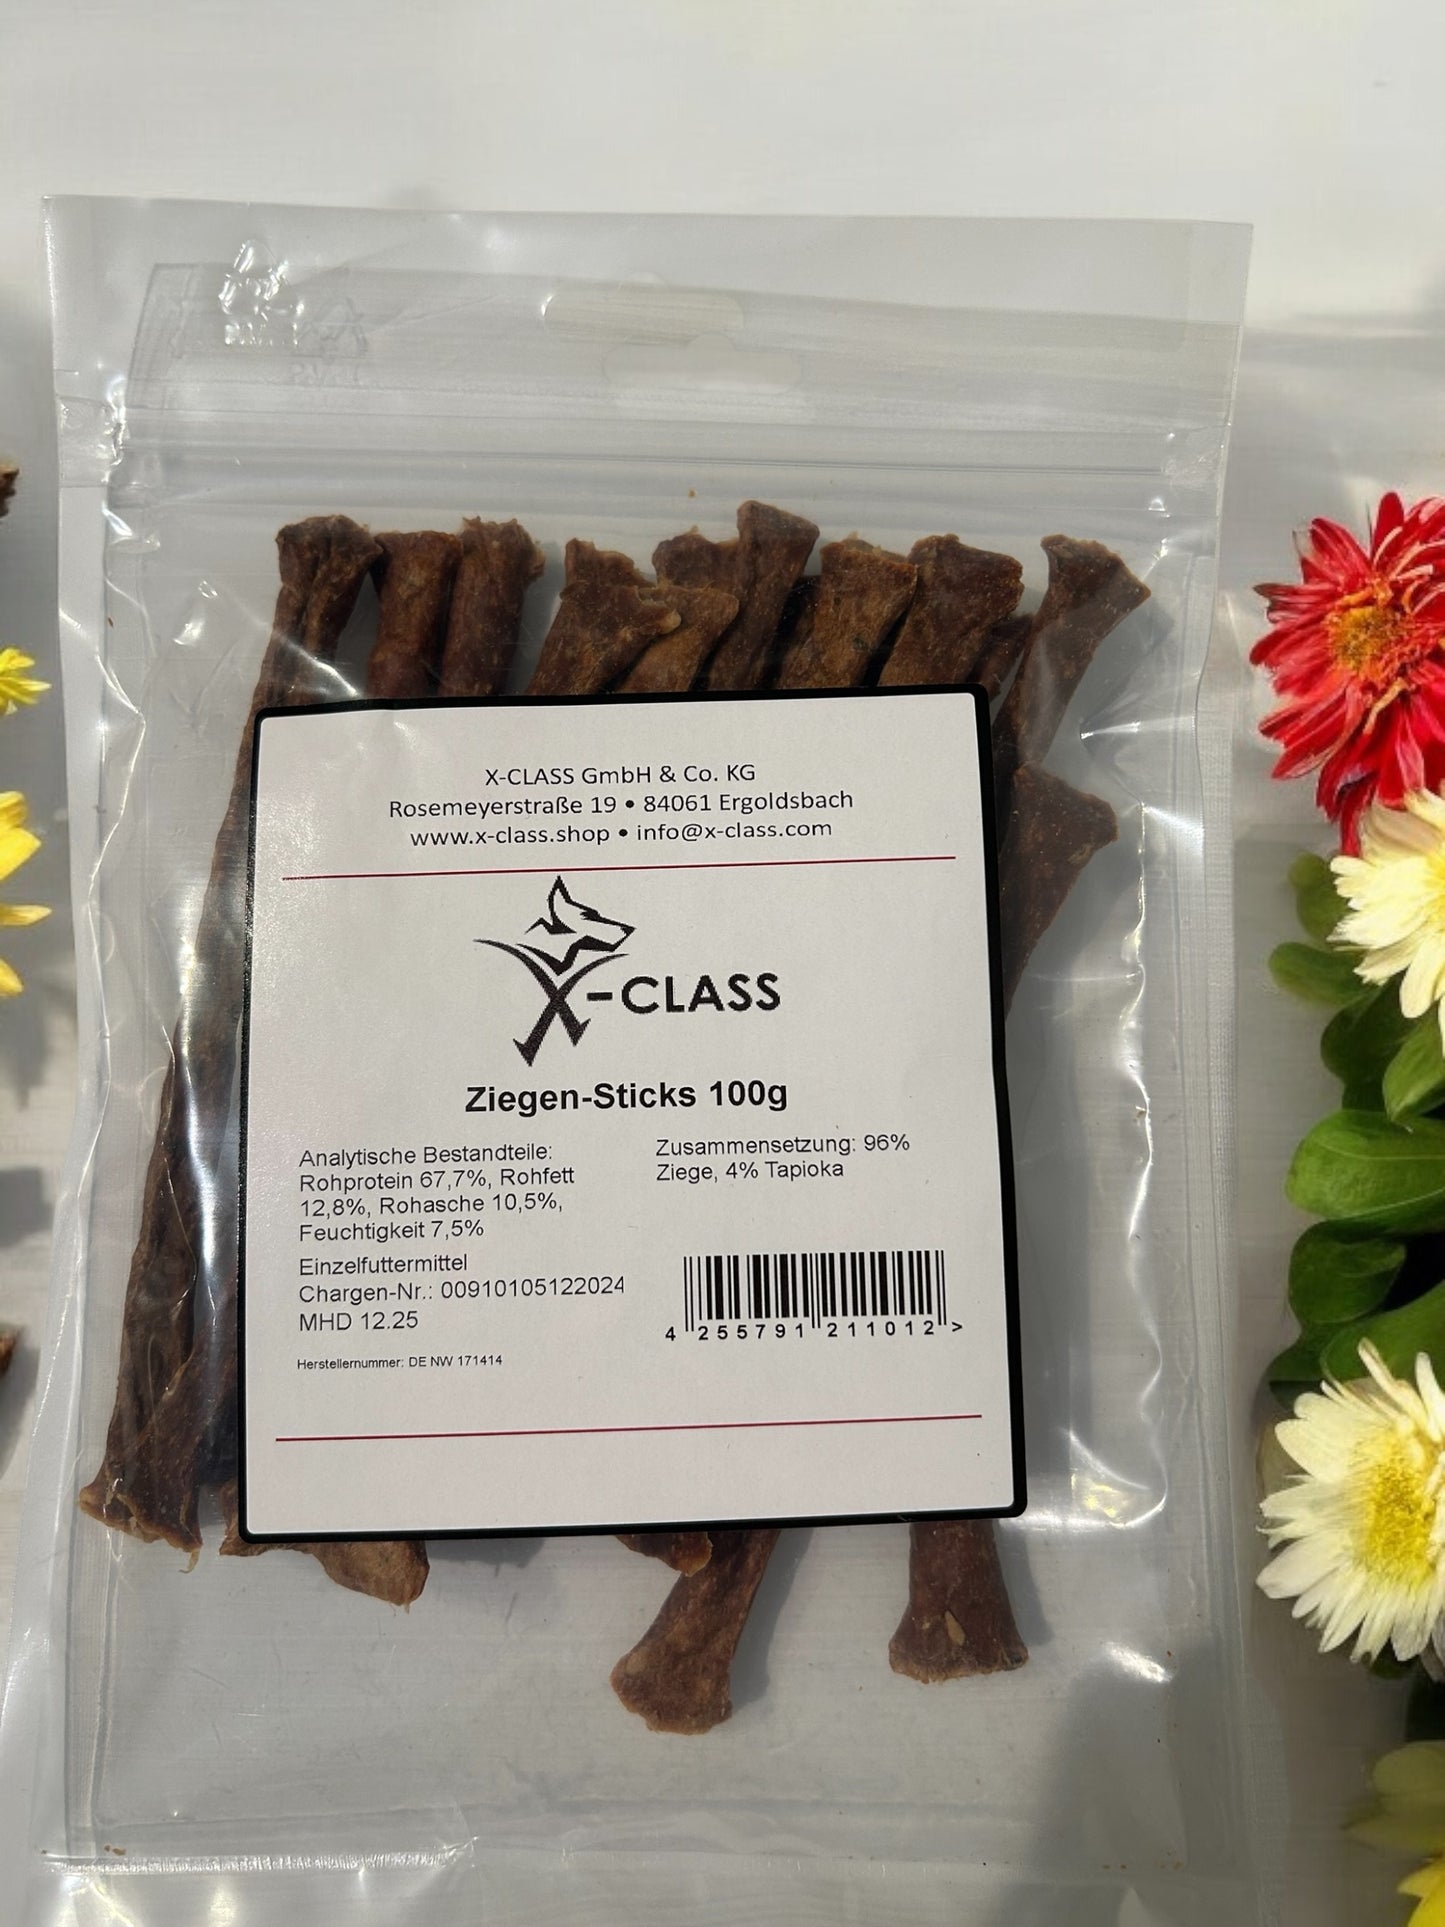 X-CLASS GmbH & Co. KG
Rosemeyerstraße 19 • 84061 Ergoldsbach
www.x-class.shop • info@x-class.com
X-CLASS
Ziegen-Sticks 100g
Analytische Bestandteile:
Rohprotein 67,7%, Rohfett
12,8%, Rohasche 10,5%,
Feuchtigkeit 7,5%
Zusammensetzung: 96%
Ziege, 4% Tapioka
Einzelfuttermittel
Chargen-Nr.: 00910105122024
MHD 12.25
4 255791 211012 >
Herstellernummer: DE NW 171414